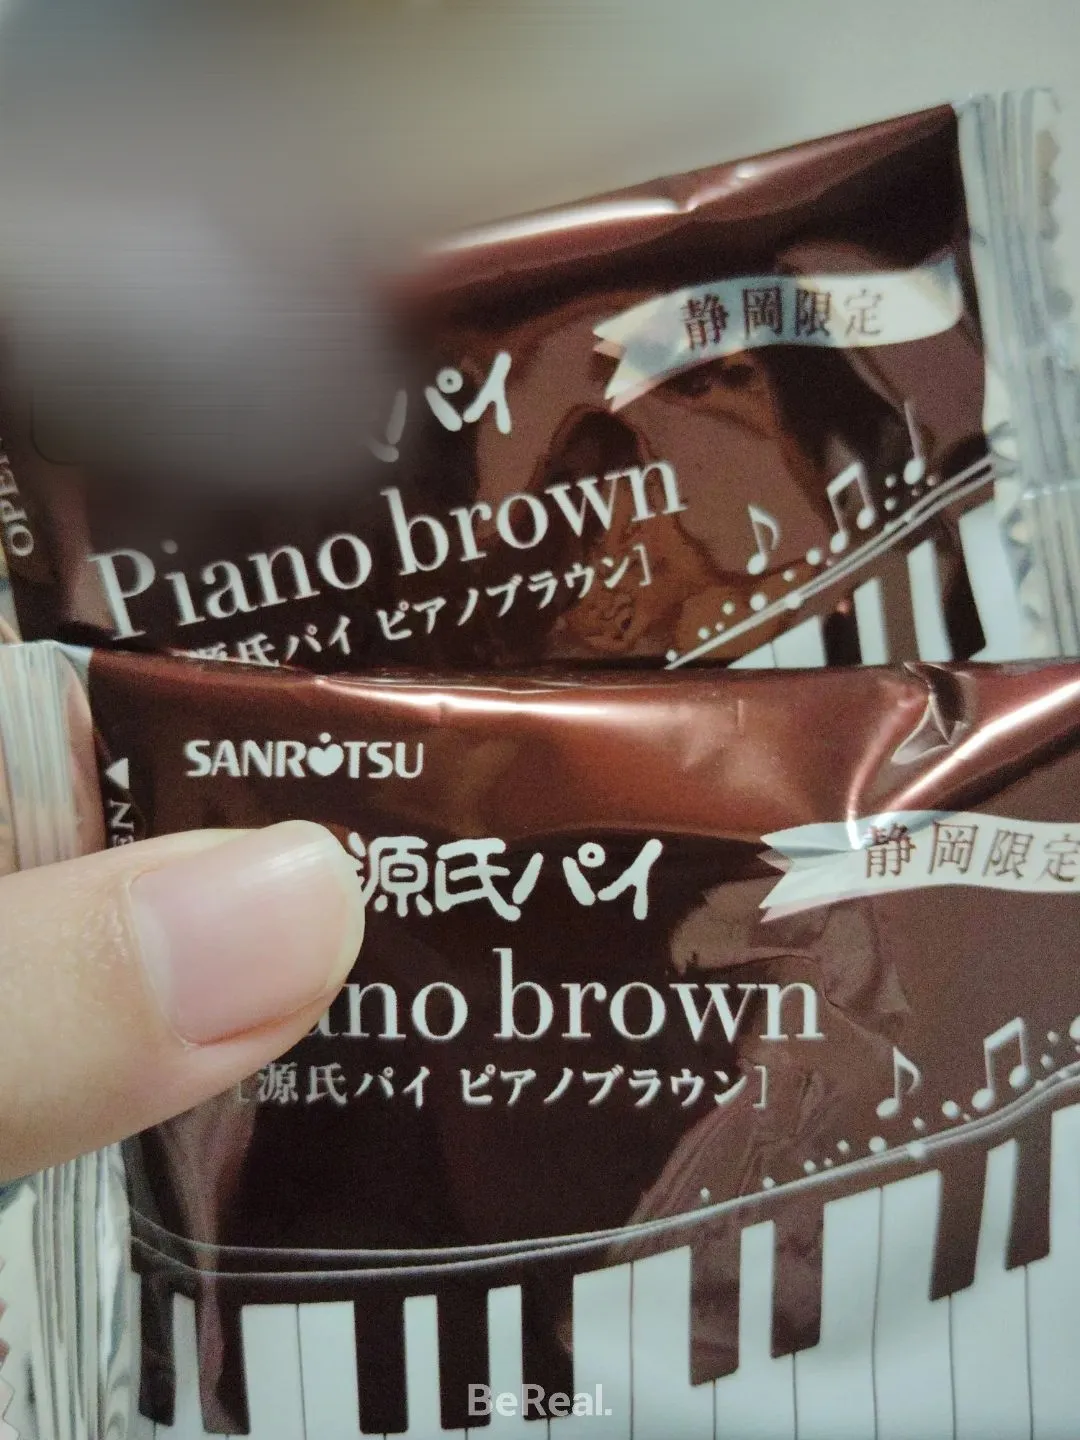 静岡限定
パイ
Piano brown
源氏パイ ピアノブラウン]
SANRITSU
源氏パイ
静岡限定
ano brown
[源氏パイ ピアノブラウン]
BeReal.